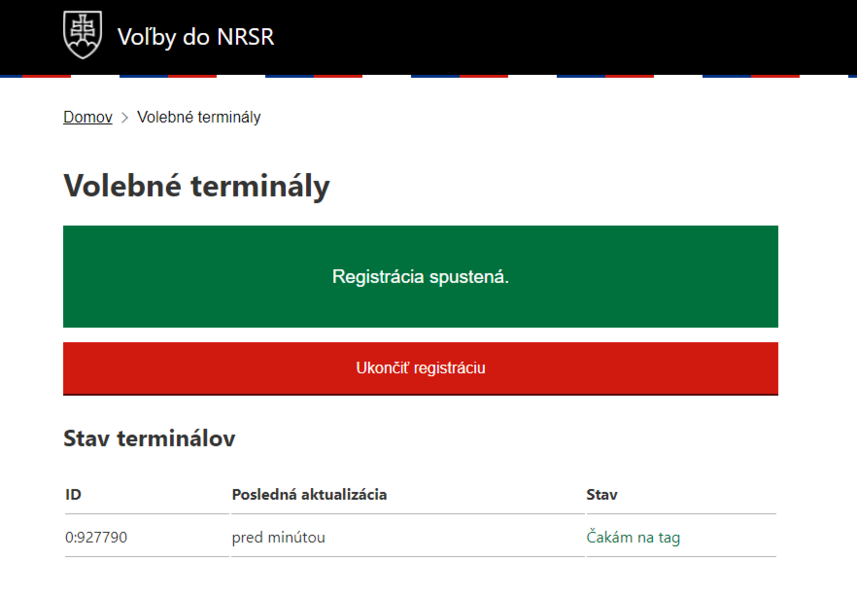 Voľby do NRSR
Domov > Volebné terminály
Volebné terminály
Registrácia spustená.
Ukončiť registráciu
Stav terminálov
ID Posledná aktualizácia Stav
0:927790 pred minútou Čakám na tag